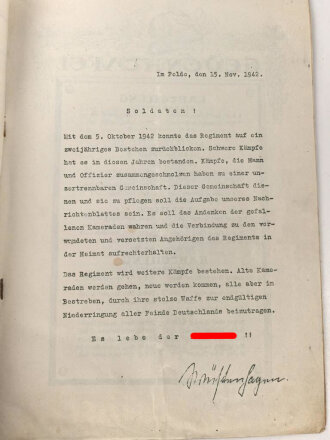 Im Felde, den 15. Nov. 1942.
Soldaten !
Mit dem 5. Oktober 1942 konnte das Regiment auf ein
zweijähriges Bestehen zurückblicken. Schwere Kämpfe
hat es in diesen Jahren bestanden. Kämpfe, die Mann
und Offizier zusammengeschmolzen haben zu einer un-
zertrennbaren Gemeinschaft. Dieser Gemeinschaft die-
nen und sie zu pflegen soll die Aufgabe unseres Nach-
richtenblattes sein. Es soll das Andenken der gefal-
lenen Kameraden wahren und die Verbindung zu den ver-
wundeten und versetzten Angehörigen des Regiments in
der Heimat aufrechterhalten.
Das Regiment wird weitere Kämpfe bestehen. Alte Kame-
raden werden gehen, neue werden kommen, alle aber im
Bestreben, durch ihre stolze Waffe zur endgültigen
Niederringung aller Feinde Deutschlands beizutragen.
Es lebe der !!